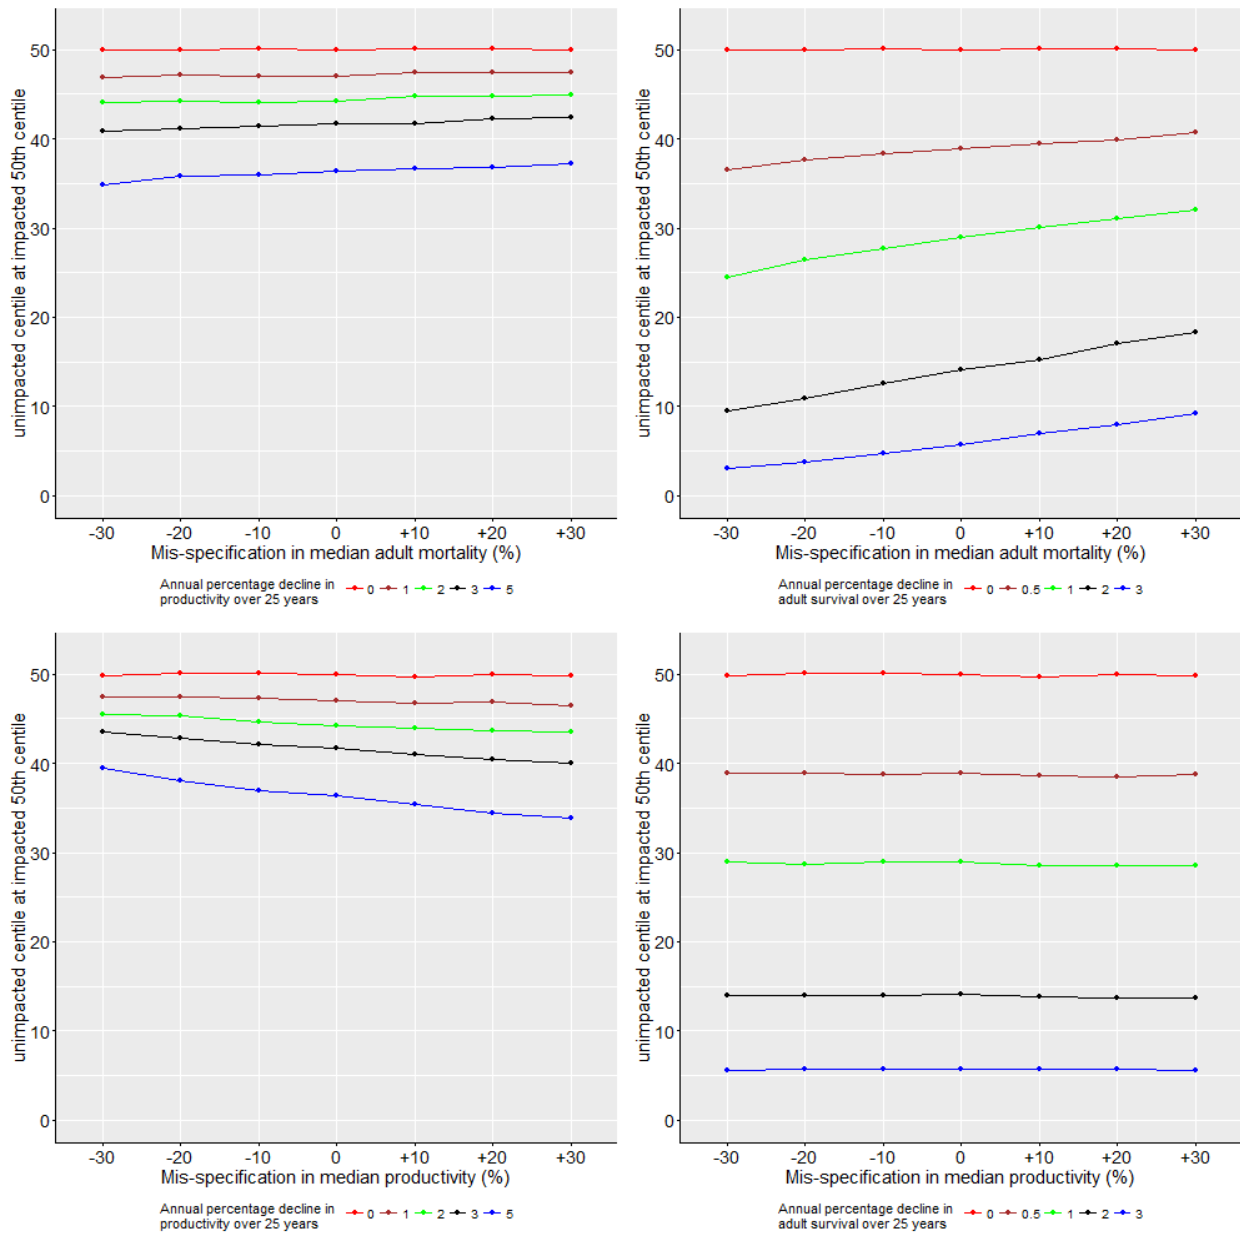 unimpacted centile at impacted 50th centile
50
40
30
20
10
0
-30 -20 -10 0 +10 +20 +30
Mis-specification in median adult mortality (%)
Annual percentage decline in
productivity over 25 years
0 1 2 3 5
unimpacted centile at impacted 50th centile
50
40
30
20
10
0
-30 -20 -10 0 +10 +20 +30
Mis-specification in median adult mortality (%)
Annual percentage decline in
adult survival over 25 years
0 0.5 1 2 3
unimpacted centile at impacted 50th centile
50
40
30
20
10
0
-30 -20 -10 0 +10 +20 +30
Mis-specification in median productivity (%)
Annual percentage decline in
productivity over 25 years
0 1 2 3 5
unimpacted centile at impacted 50th centile
50
40
30
20
10
0
-30 -20 -10 0 +10 +20 +30
Mis-specification in median productivity (%)
Annual percentage decline in
adult survival over 25 years
0 0.5 1 2 3